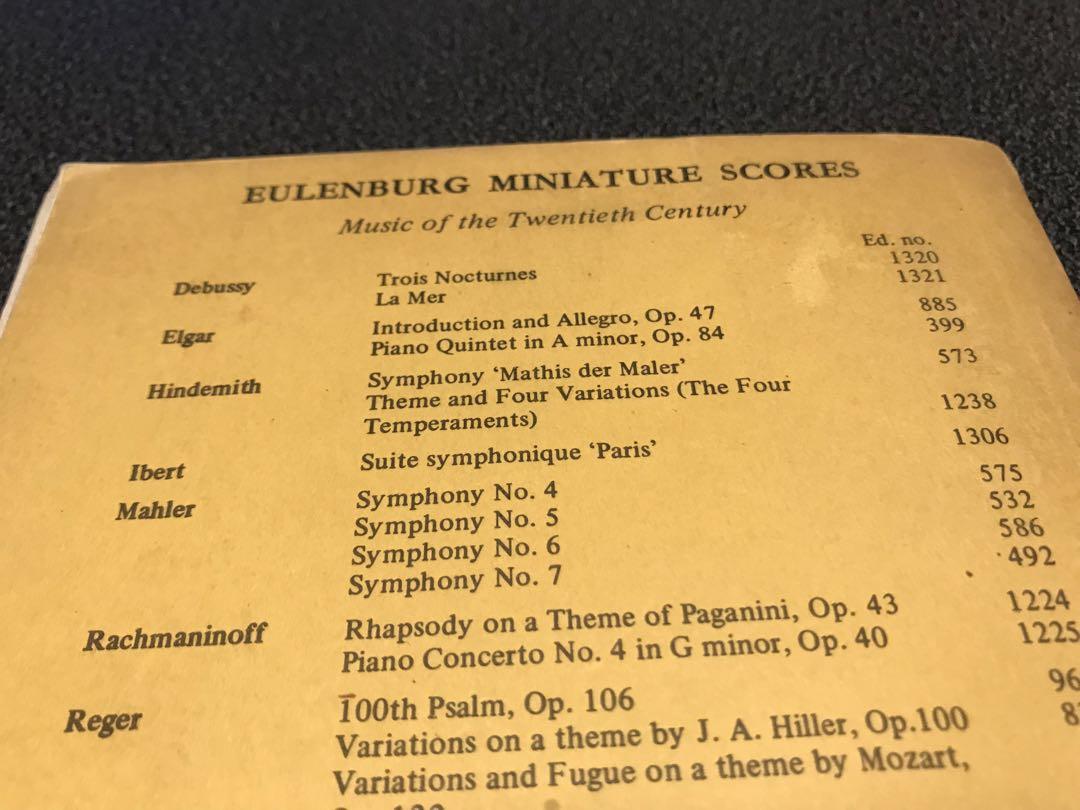 EULENBURG MINIATURE SCORES
Music of the Twentieth Century
Ed. no.
Debussy Trois Nocturnes 1320
La Mer 1321
Elgar Introduction and Allegro, Op. 47 885
Piano Quintet in A minor, Op. 84 399
Hindemith Symphony ‘Mathis der Maler’ 573
Theme and Four Variations (The Four
Temperaments) 1238
Ibert Suite symphonique ‘Paris’ 1306
Mahler Symphony No. 4 575
Symphony No. 5 532
Symphony No. 6 586
Symphony No. 7 492
Rachmaninoff Rhapsody on a Theme of Paganini, Op. 43 1224
Piano Concerto No. 4 in G minor, Op. 40 1225
Reger 100th Psalm, Op. 106
Variations on a theme by J. A. Hiller, Op.100
Variations and Fugue on a theme by Mozart,